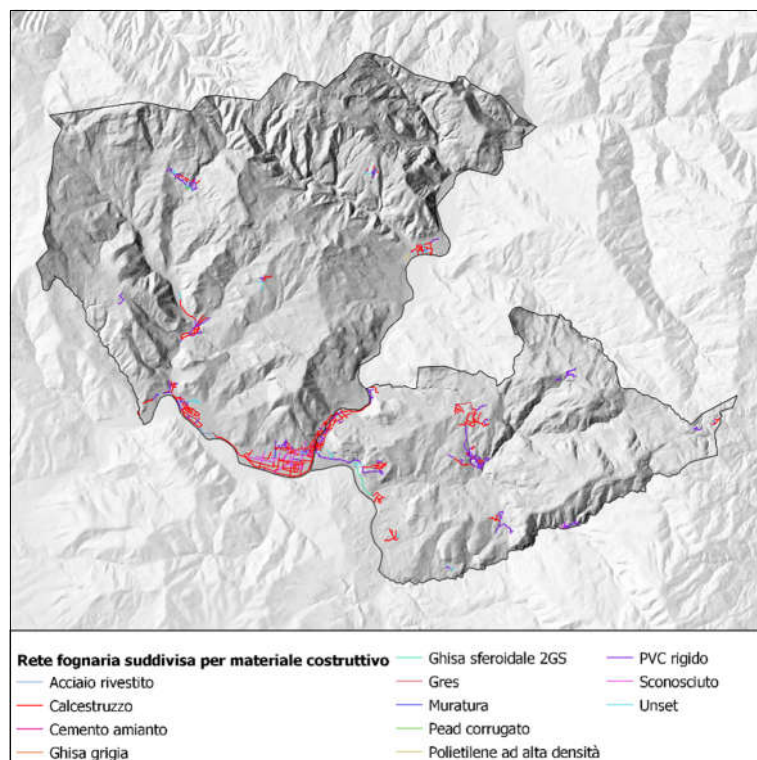 Rete fognaria suddivisa per materiale costruttivo
Acciaio rivestito
Calcestruzzo
Cemento amianto
Ghisa grigia
Ghisa sferoidale 2GS
Gres
Muratura
Pead corrugato
Polietilene ad alta densità
PVC rigido
Sconosciuto
Unset